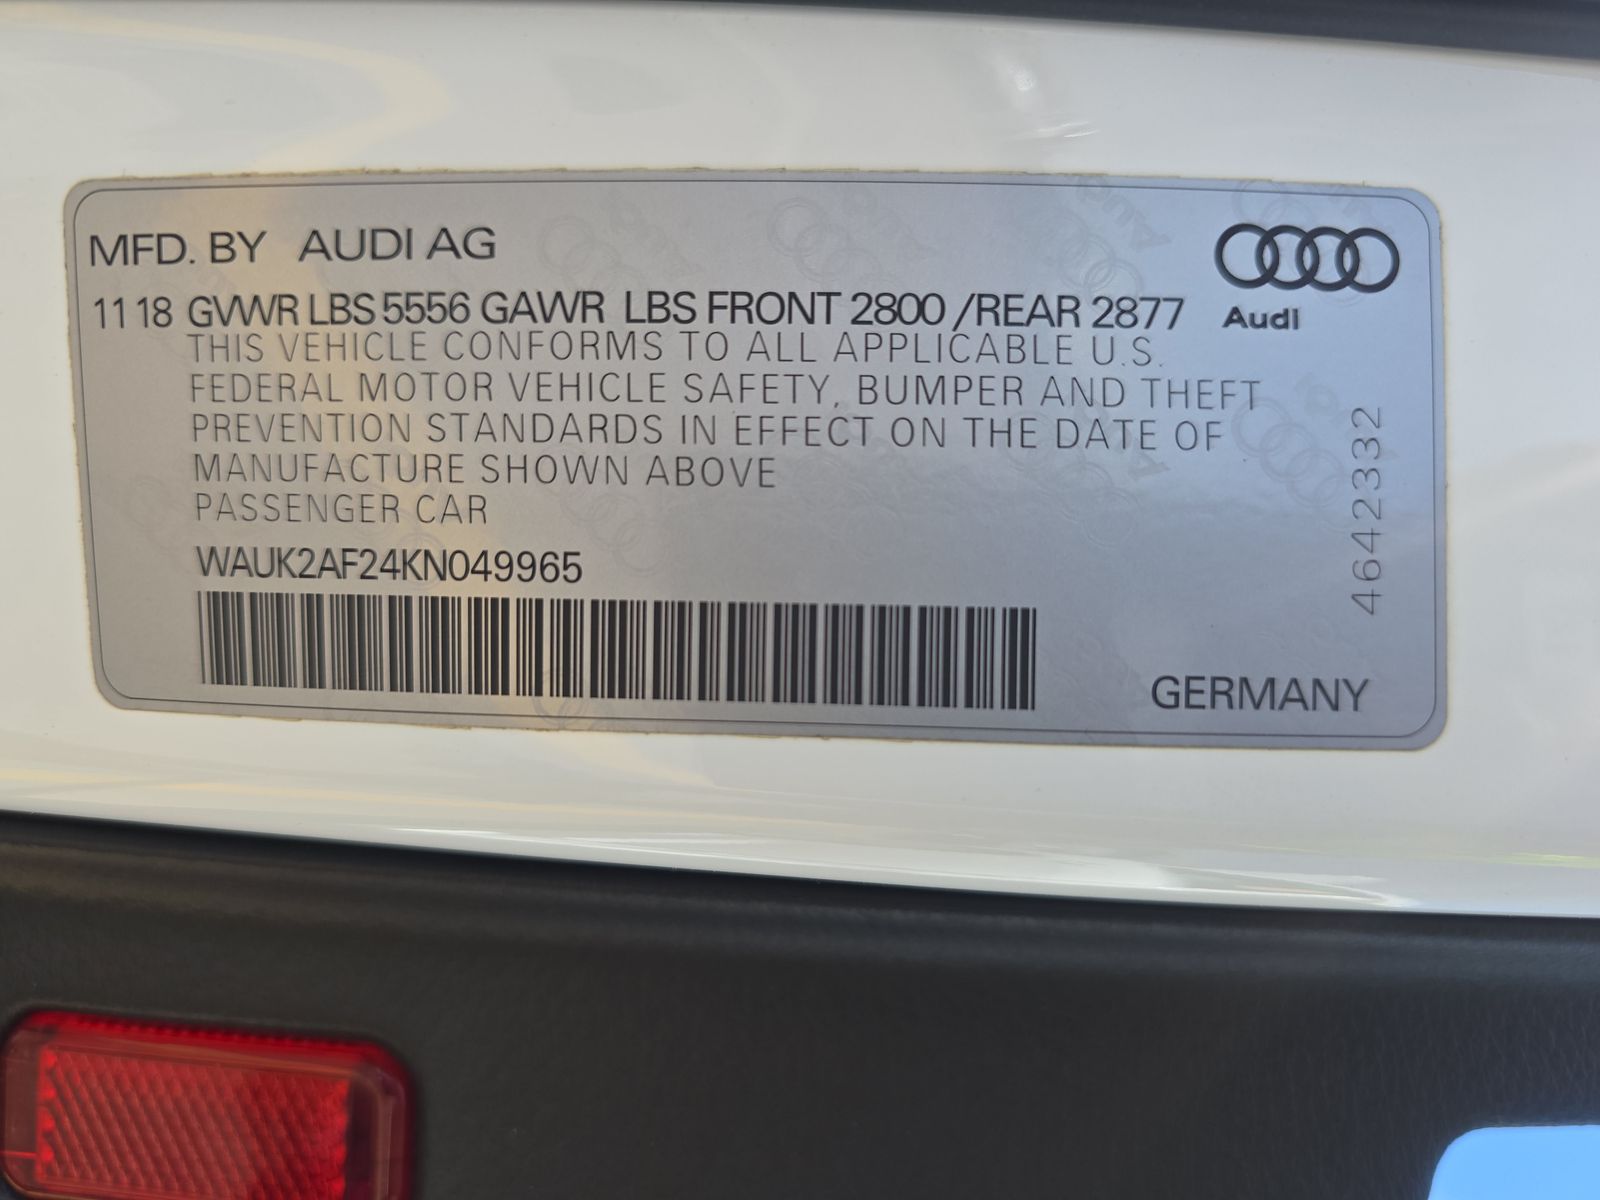 MFD. BY AUDI AG
11 18 GVWR LBS 5556 GAWR LBS FRONT 2800 /REAR 2877
Audi
THIS VEHICLE CONFORMS TO ALL APPLICABLE U.S.
FEDERAL MOTOR VEHICLE SAFETY, BUMPER AND THEFT
PREVENTION STANDARDS IN EFFECT ON THE DATE OF
MANUFACTURE SHOWN ABOVE
PASSENGER CAR
WAUK2AF24KN049965
4642332
GERMANY